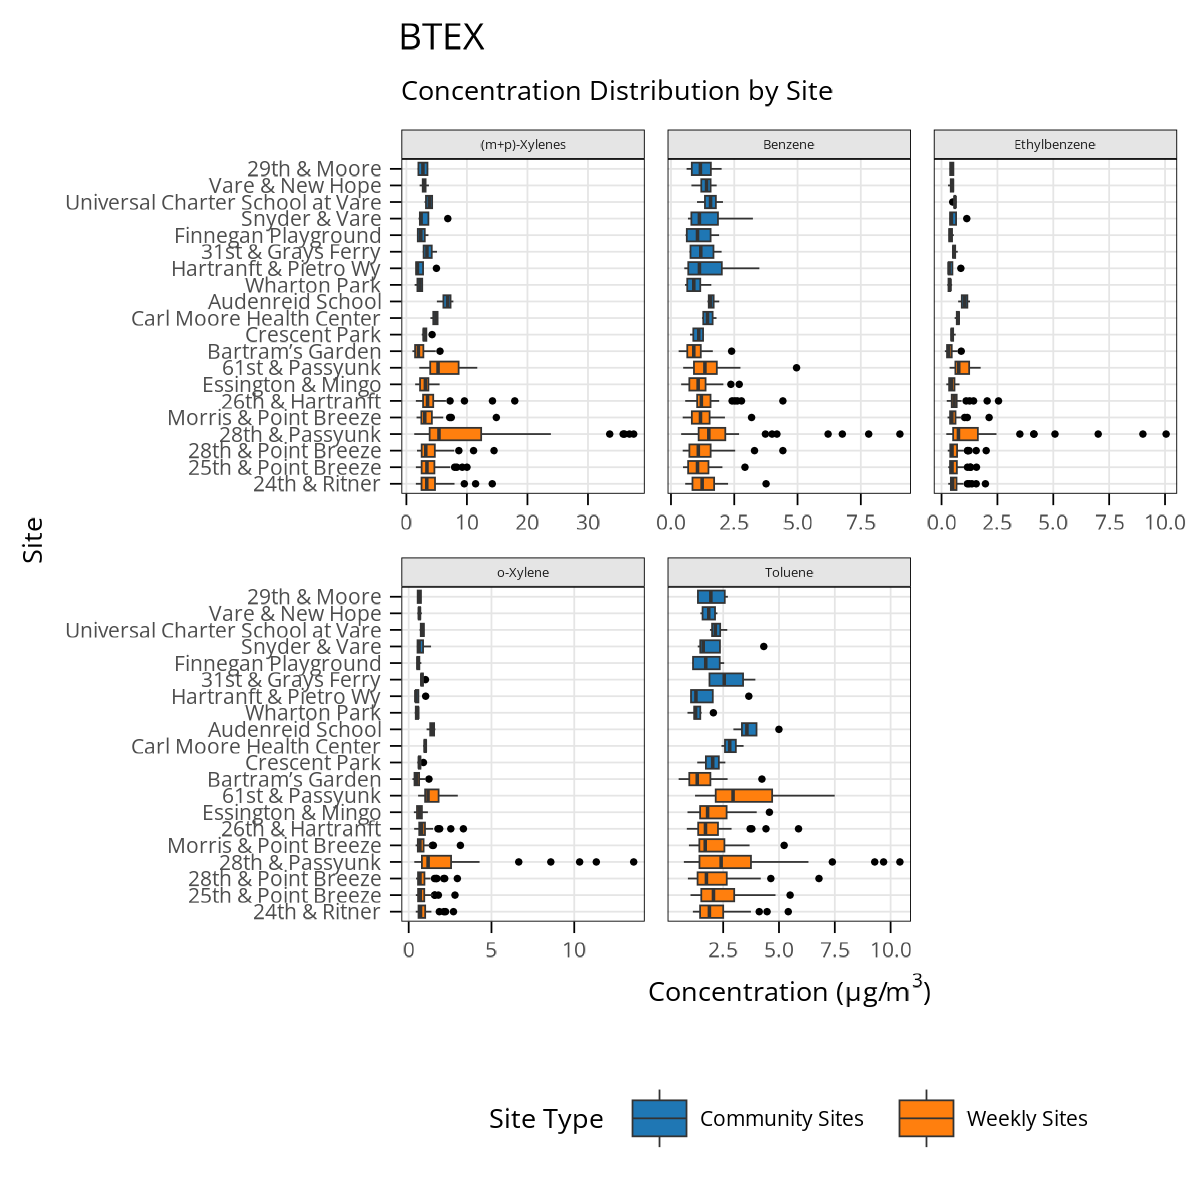 BTEX
Concentration Distribution by Site
(m+p)-Xylenes
Benzene
Ethylbenzene
29th & Moore
Vare & New Hope
Universal Charter School at Vare
Snyder & Vare
Finnegan Playground
31st & Grays Ferry
Hartranft & Pietro Wy
Wharton Park
Audenreid School
Carl Moore Health Center
Crescent Park
Bartram’s Garden
61st & Passyunk
Essington & Mingo
26th & Hartranft
Morris & Point Breeze
28th & Passyunk
28th & Point Breeze
25th & Point Breeze
24th & Ritner
0 10 20 30
0.0 2.5 5.0 7.5
0.0 2.5 5.0 7.5 10.0
Site
o-Xylene
Toluene
29th & Moore
Vare & New Hope
Universal Charter School at Vare
Snyder & Vare
Finnegan Playground
31st & Grays Ferry
Hartranft & Pietro Wy
Wharton Park
Audenreid School
Carl Moore Health Center
Crescent Park
Bartram’s Garden
61st & Passyunk
Essington & Mingo
26th & Hartranft
Morris & Point Breeze
28th & Passyunk
28th & Point Breeze
25th & Point Breeze
24th & Ritner
0 5 10
2.5 5.0 7.5 10.0
Concentration (µg/m³)
Site Type
Community Sites
Weekly Sites